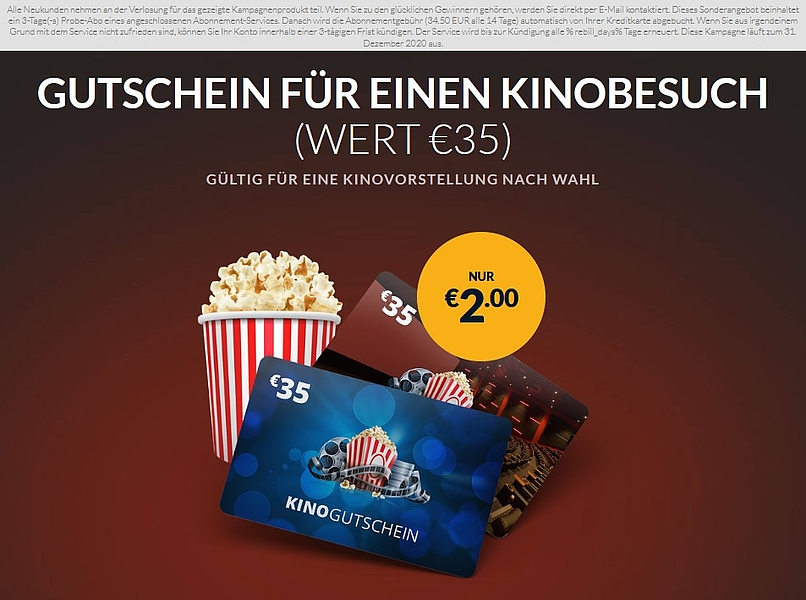 Alle Neukunden nehmen an der Verlosung für das gezeigte Kampagnenprodukt teil. Wenn Sie zu den glücklichen Gewinnern gehören, werden Sie direkt per E-Mail kontaktiert. Dieses Sonderangebot beinhaltet
ein 3-Tage(-s) Probe-Abo eines angeschlossenen Abonnement-Services. Danach wird die Abonnementgebühr (34.50 EUR alle 14 Tage) automatisch von Ihrer Kreditkarte abgebucht. Wenn Sie aus irgendeinem
Grund mit dem Service nicht zufrieden sind, können Sie Ihr Konto innerhalb einer 3-tägigen Frist kündigen. Der Service wird bis zur Kündigung alle % rebill_days% Tage erneuert. Diese Kampagne läuft zum 31.
Dezember 2020 aus.
GUTSCHEIN FÜR EINEN KINOBESUCH
(WERT €35)
GÜLTIG FÜR EINE KINOVORSTELLUNG NACH WAHL
NUR
€2.00
€35
€35
KINOGUTSCHEIN